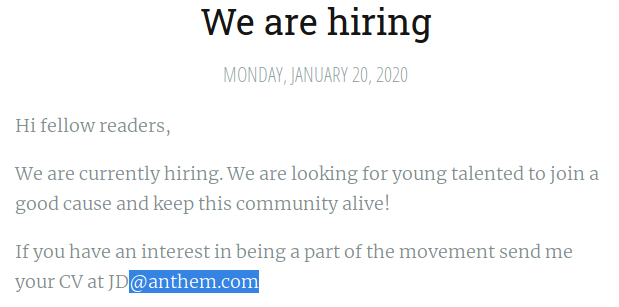 We are hiring
MONDAY, JANUARY 20, 2020
Hi fellow readers,
We are currently hiring. We are looking for young talented to join a
good cause and keep this community alive!
If you have an interest in being a part of the movement send me
your CV at JD@anthem.com